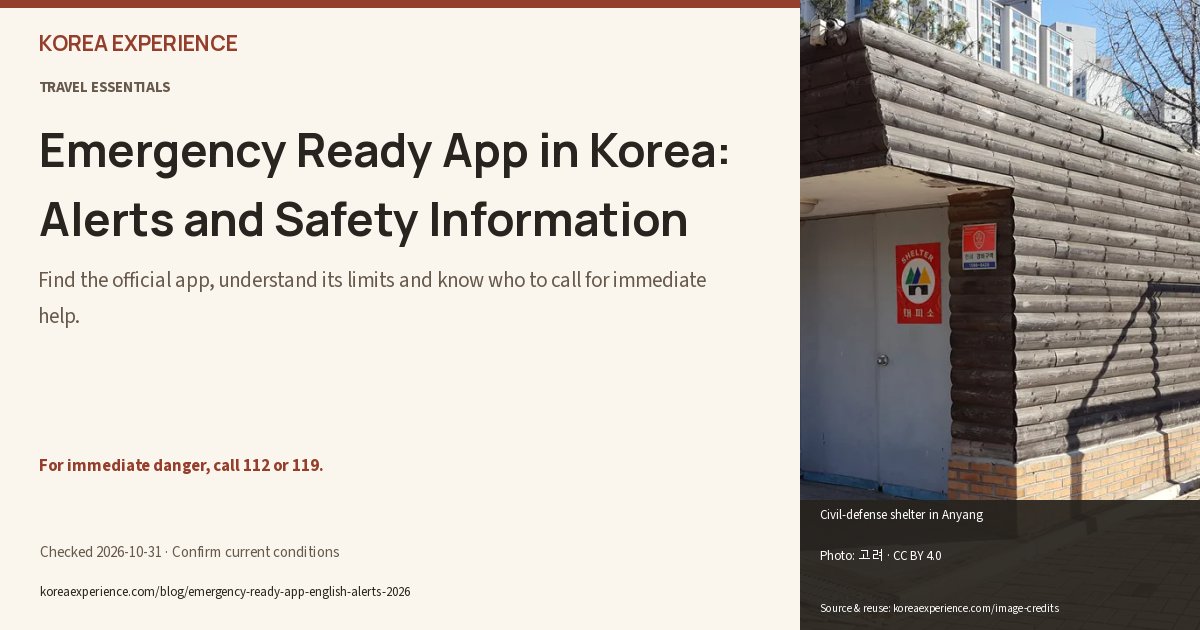 KOREA EXPERIENCE
TRAVEL ESSENTIALS
Emergency Ready App in Korea:
Alerts and Safety Information
Find the official app, understand its limits and know who to call for immediate
help.
For immediate danger, call 112 or 119.
Checked 2026-10-31 · Confirm current conditions
koreaexperience.com/blog/emergency-ready-app-english-alerts-2026
SHELTER
대피소
Civil-defense shelter in Anyang
Photo: 고려 · CC BY 4.0
Source & reuse: koreaexperience.com/image-credits